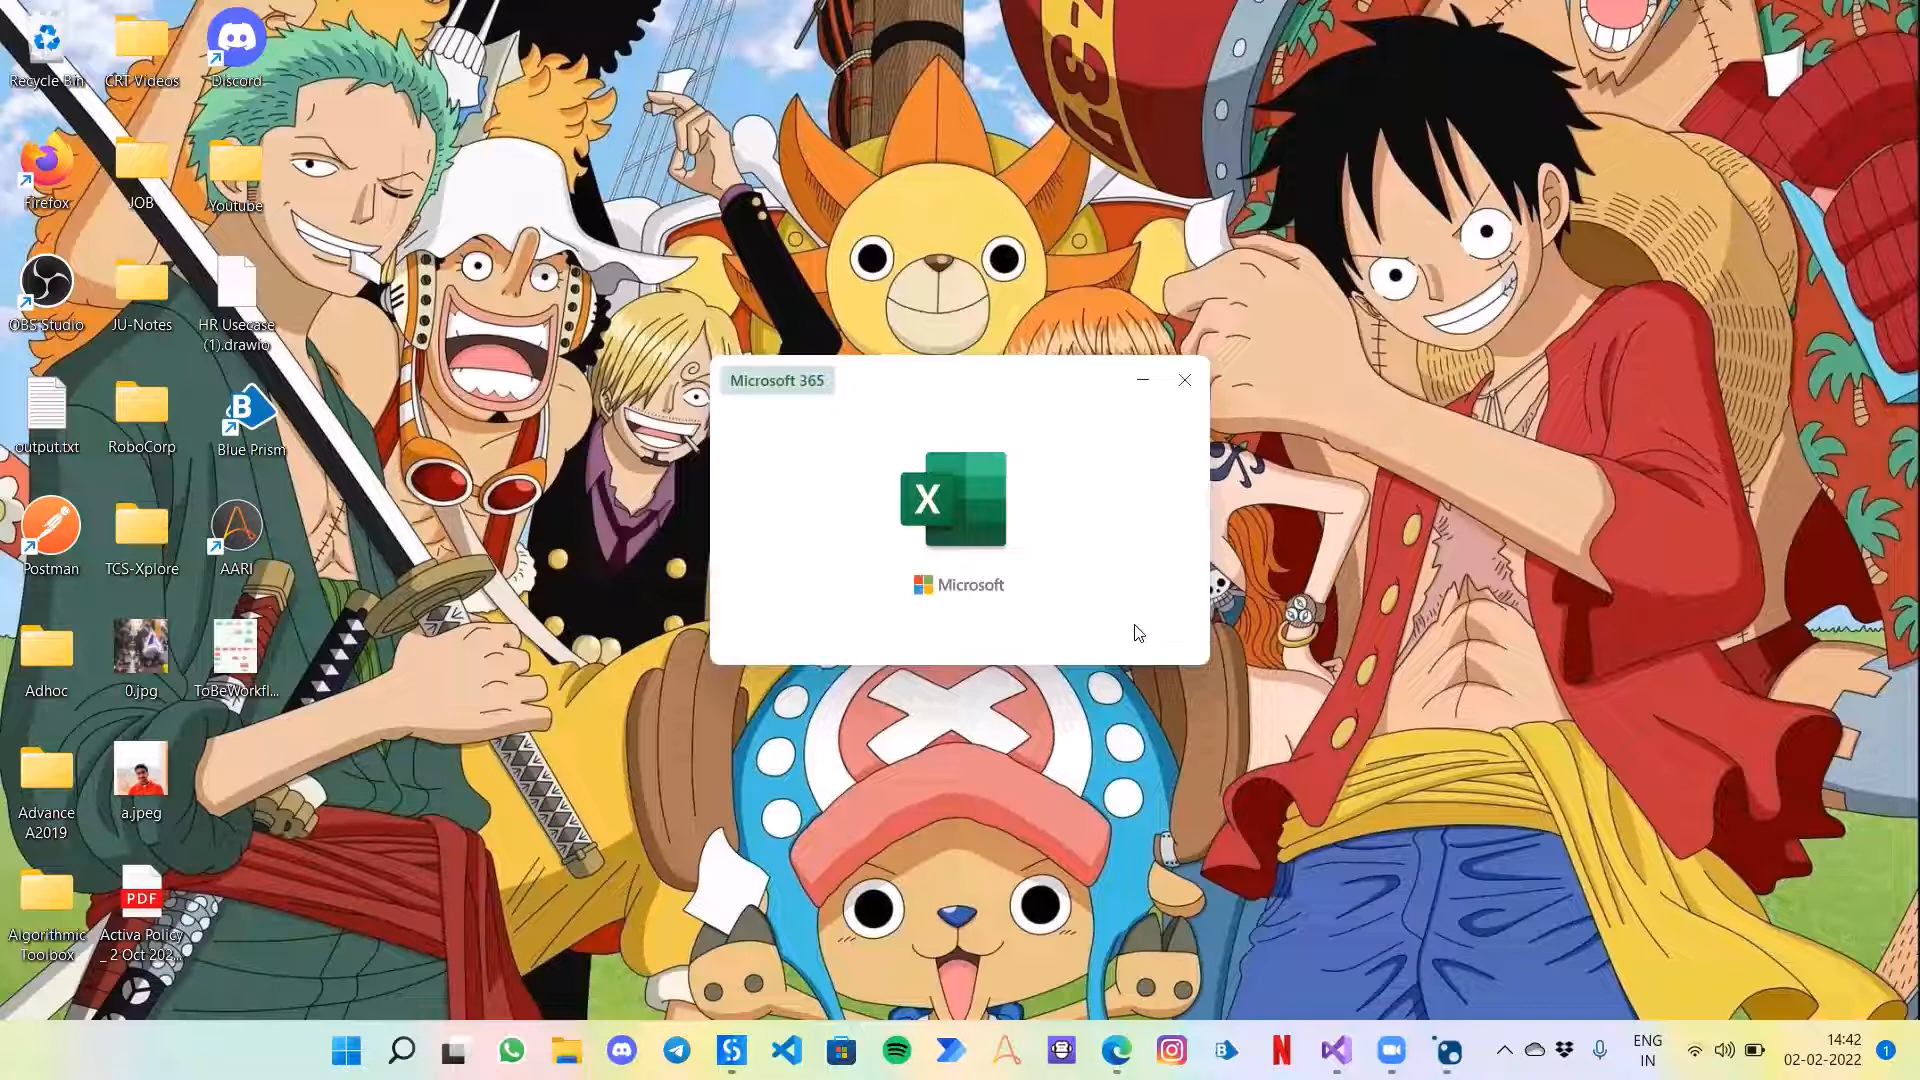 Recycle Bin
CRT Videos
Discord
Firefox
JOB
Youtube
OBS Studio
JU-Notes
HR Usecase
(1).drawio
output.txt
RoboCorp
B
Blue Prism
Postman
TCS-Xplore
AARI
Adhoc
0.jpg
ToBeWorkfl...
Advance
A2019
a.jpeg
Algorithmic
Toolbox
PDF
Activa Policy
_ 2 Oct 202...
Microsoft 365
X
Microsoft
ENG
IN
14:42
02-02-2022
1